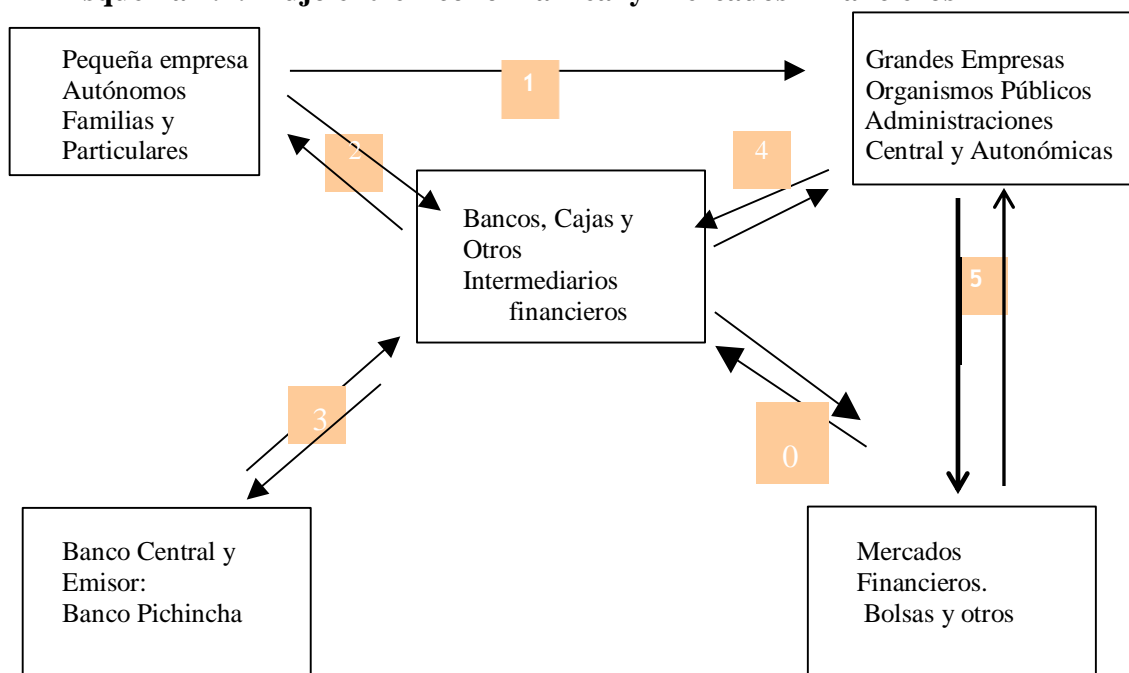 Pequeña empresa
Autónomos
Familias y
Particulares
1
Grandes Empresas
Organismos Públicos
Administraciones
Central y Autonómicas
2
4
Bancos, Cajas y
Otros
Intermediarios
financieros
5
3
0
Banco Central y
Emisor:
Banco Pichincha
Mercados
Financieros.
Bolsas y otros